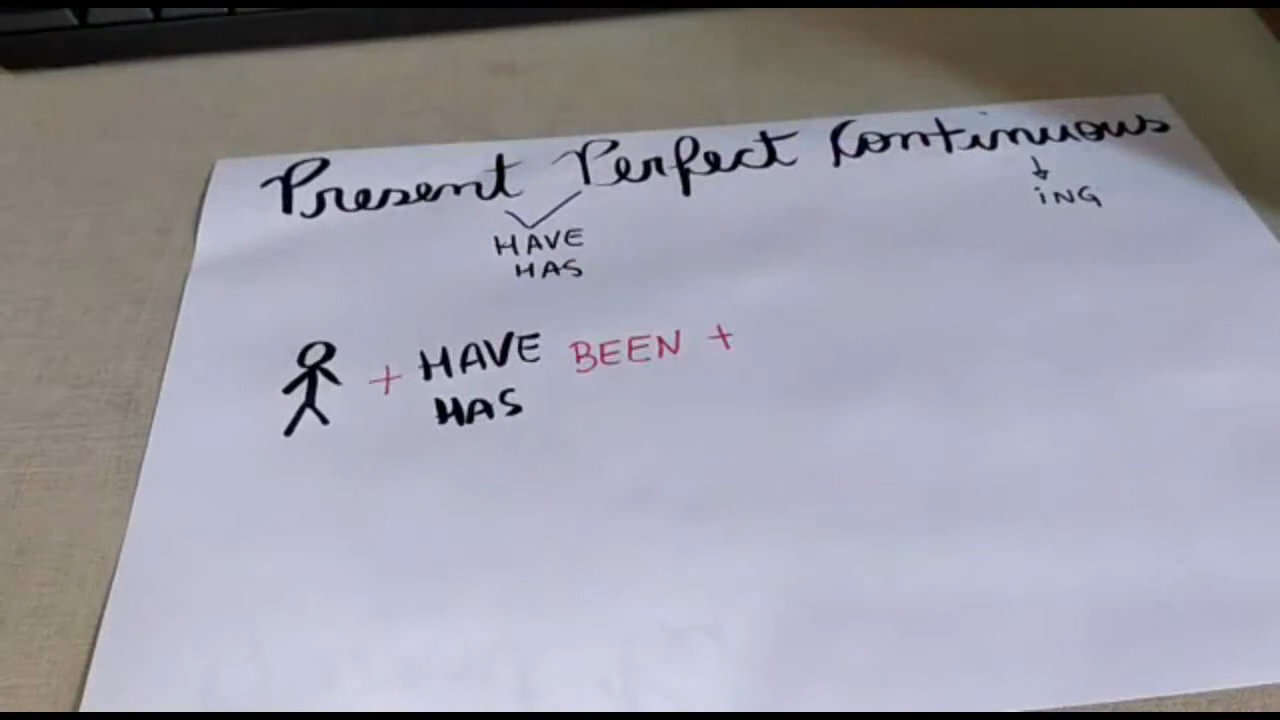 Present Perfect Continuous
HAVE
HAS
iNG
+ HAVE BEEN +
HAS